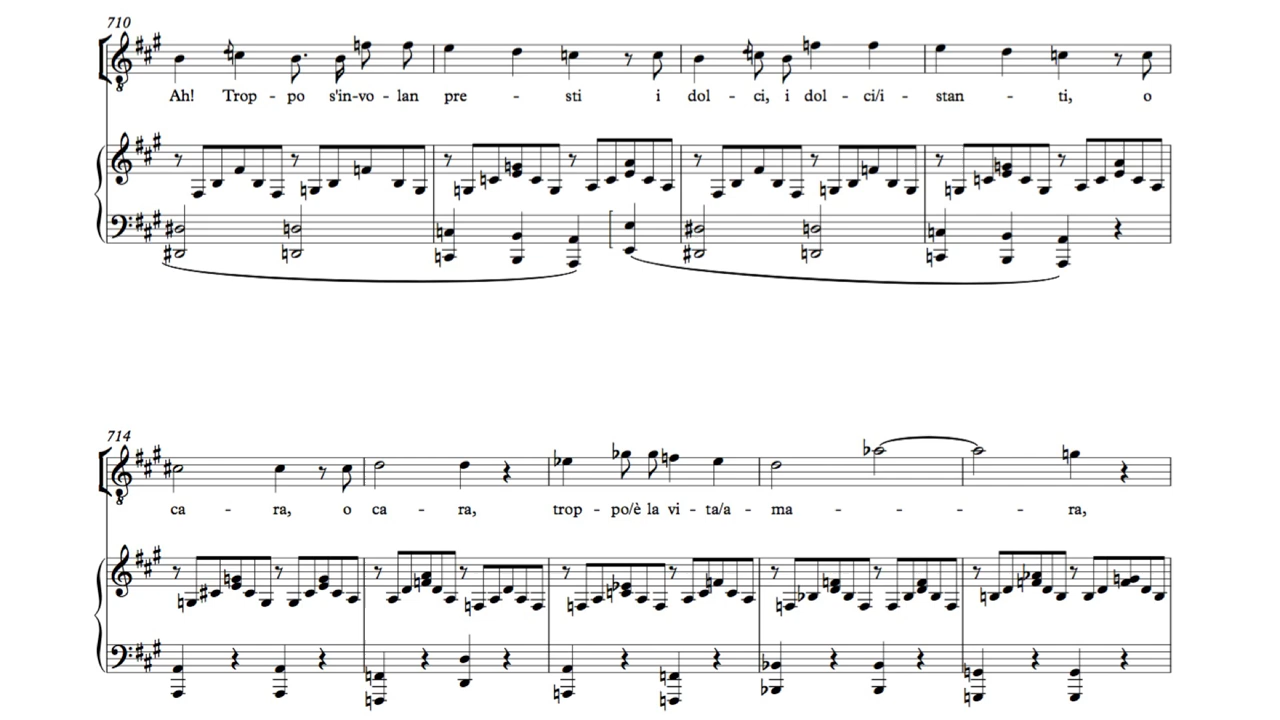 710
Ah! Trop - po s'in-vo - lan pre - sti i dol - ci, i dol - ci/i - stan - ti, o
714
ca - ra, o ca - ra, trop - po/è la vi - ta/a - ma - - - - ra,